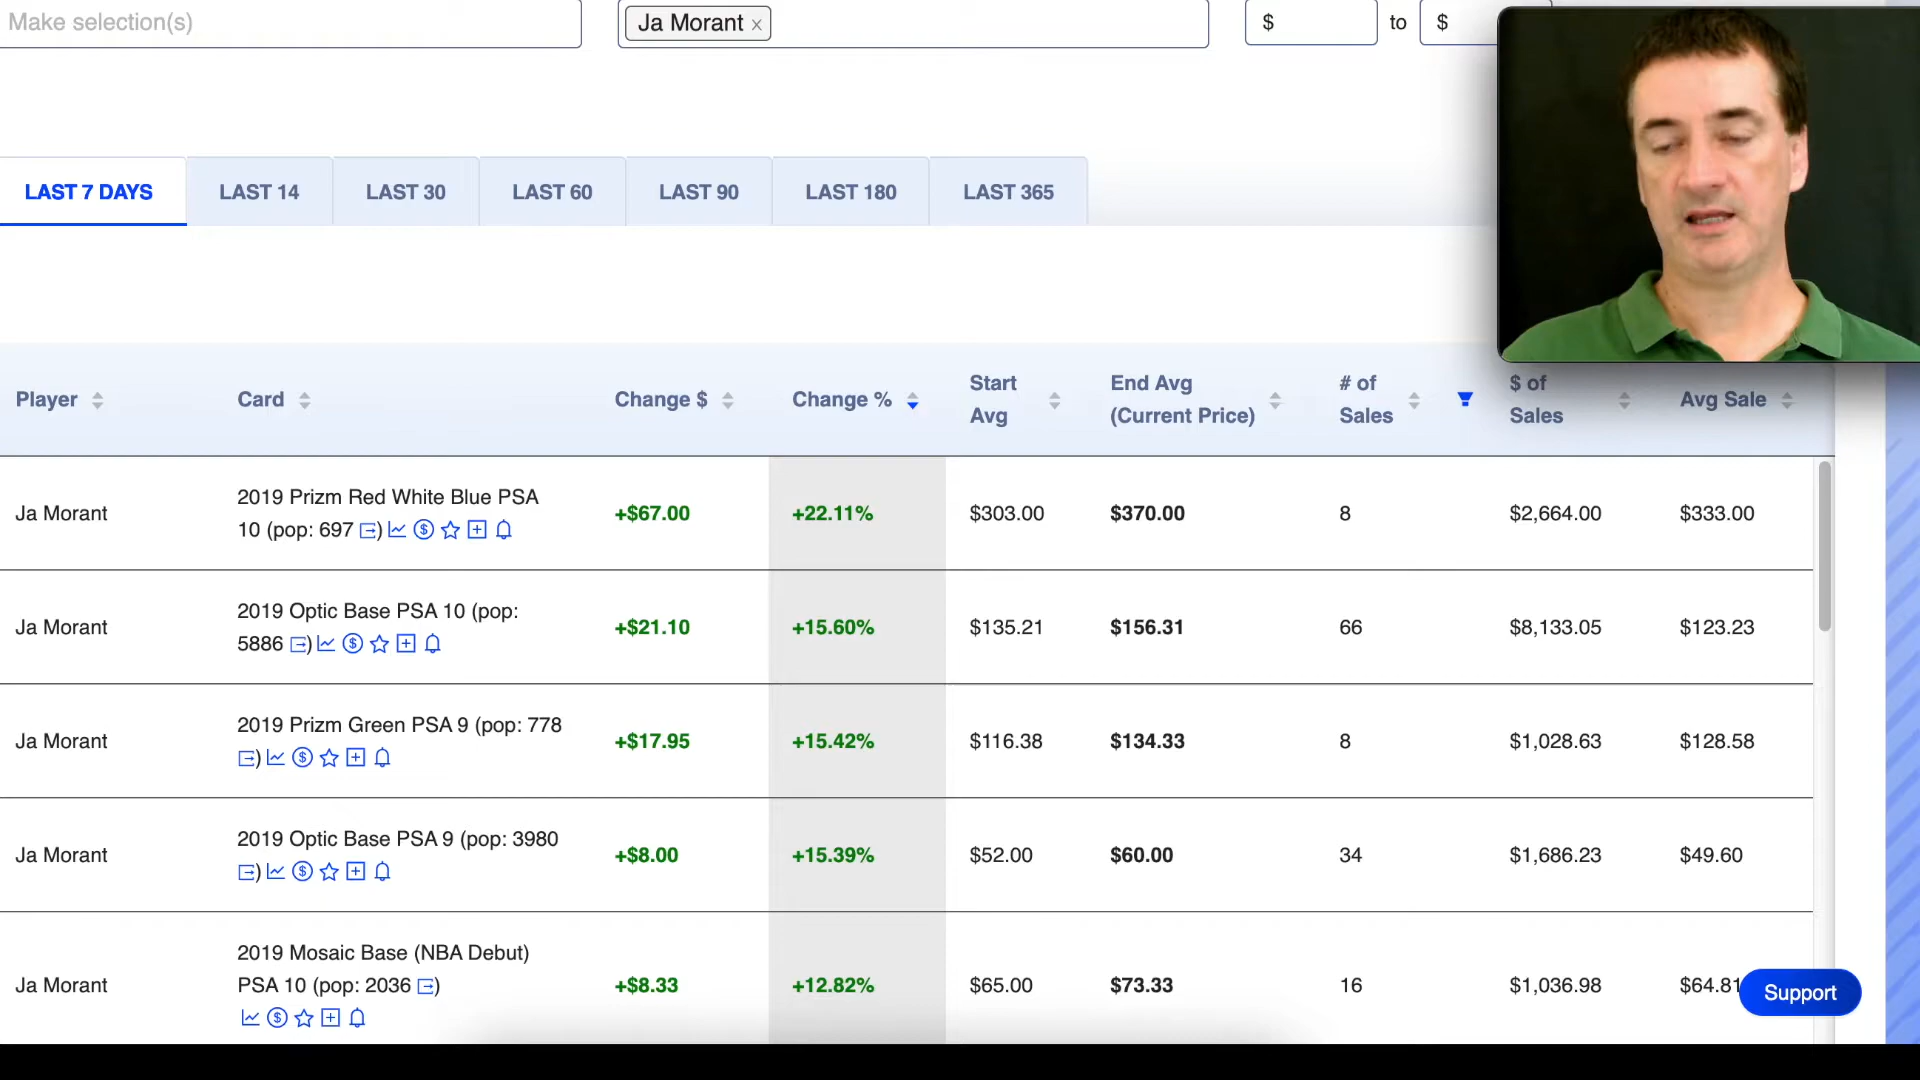 Make selection(s)
Ja Morant ×
$ to $
LAST 7 DAYS LAST 14 LAST 30 LAST 60 LAST 90 LAST 180 LAST 365
Player Card Change $ Change % Start Avg End Avg (Current Price) # of Sales $ of Sales Avg Sale
Ja Morant 2019 Prizm Red White Blue PSA 10 (pop: 697) +$67.00 +22.11% $303.00 $370.00 8 $2,664.00 $333.00
Ja Morant 2019 Optic Base PSA 10 (pop: 5886) +$21.10 +15.60% $135.21 $156.31 66 $8,133.05 $123.23
Ja Morant 2019 Prizm Green PSA 9 (pop: 778) +$17.95 +15.42% $116.38 $134.33 8 $1,028.63 $128.58
Ja Morant 2019 Optic Base PSA 9 (pop: 3980) +$8.00 +15.39% $52.00 $60.00 34 $1,686.23 $49.60
Ja Morant 2019 Mosaic Base (NBA Debut) PSA 10 (pop: 2036) +$8.33 +12.82% $65.00 $73.33 16 $1,036.98 $64.81
Support